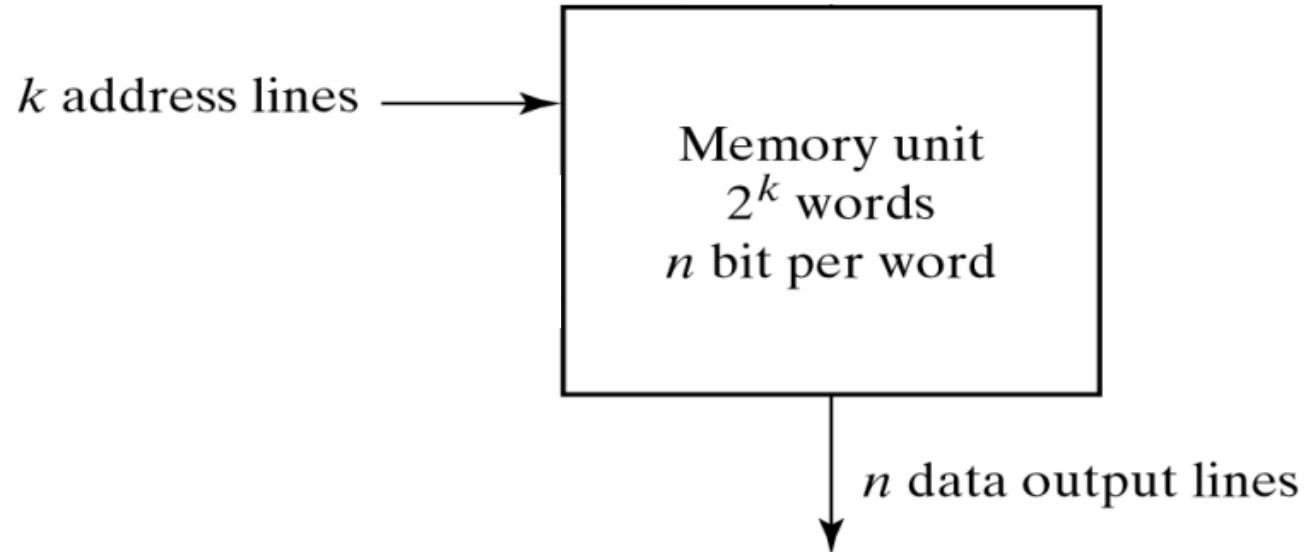 k address lines
Memory unit
2^k words
n bit per word
n data output lines